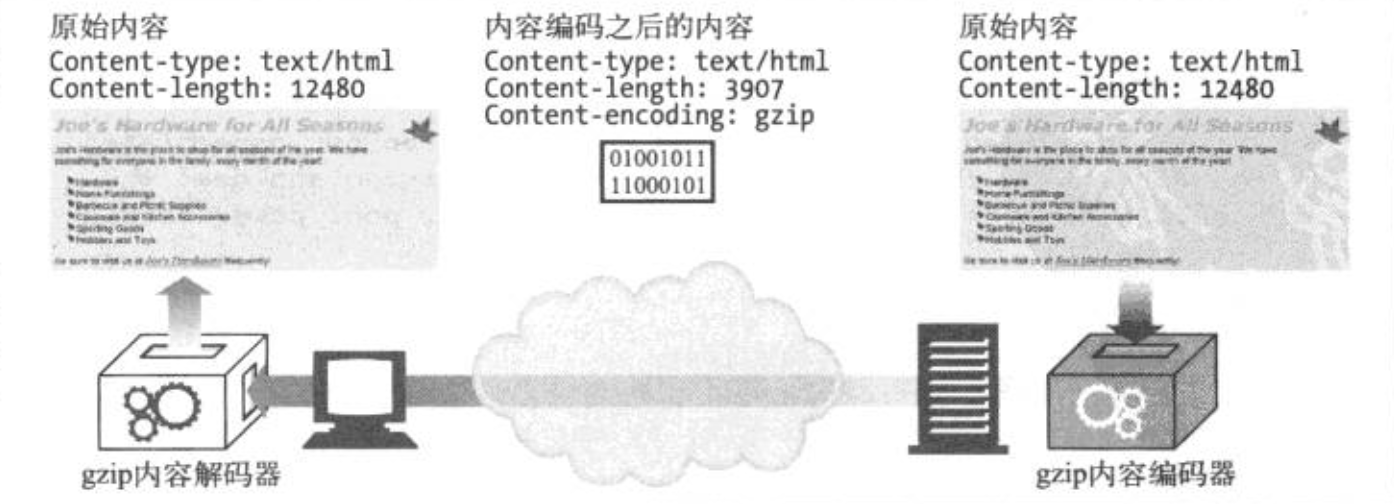 原始内容
Content-type: text/html
Content-length: 12480
Joe's Hardware for All Seasons
Joe's Hardware is the place to shop for all seasons of the year. We have
something for everyone in the family, every month of the year!
Hardware
Home Furnishings
Barbecue and Picnic Supplies
Cookware and Kitchen Accessories
Sporting Goods
Hobbies and Toys
Be sure to visit us at Joe's Hardware frequently!
内容编码之后的内容
Content-type: text/html
Content-length: 3907
Content-encoding: gzip
01001011
11000101
原始内容
Content-type: text/html
Content-length: 12480
Joe's Hardware for All Seasons
Joe's Hardware is the place to shop for all seasons of the year. We have
something for everyone in the family, every month of the year!
Hardware
Home Furnishings
Barbecue and Picnic Supplies
Cookware and Kitchen Accessories
Sporting Goods
Hobbies and Toys
Be sure to visit us at Joe's Hardware frequently!
gzip内容解码器
gzip内容编码器